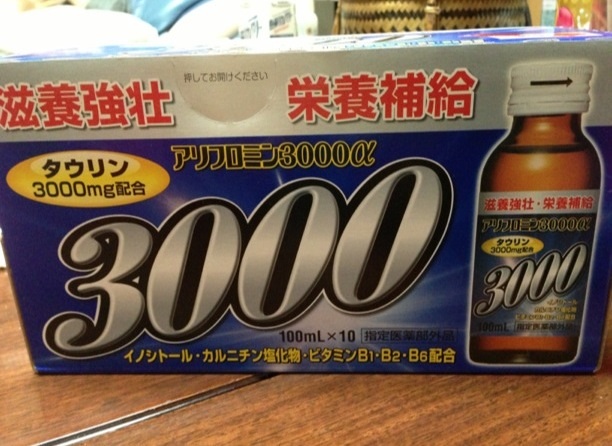 滋養強壮
押してお開けください
栄養補給
タウリン
3000mg配合
アリフロミン3000α
3000
100mL×10 指定医薬部外品
イノシトール・カルニチン塩化物・ビタミンB1・B2・B6配合
滋養強壮・栄養補給
アリフロミン3000α
タウリン
3000mg配合
3000
イノシトール
100mL 指定医薬部外品